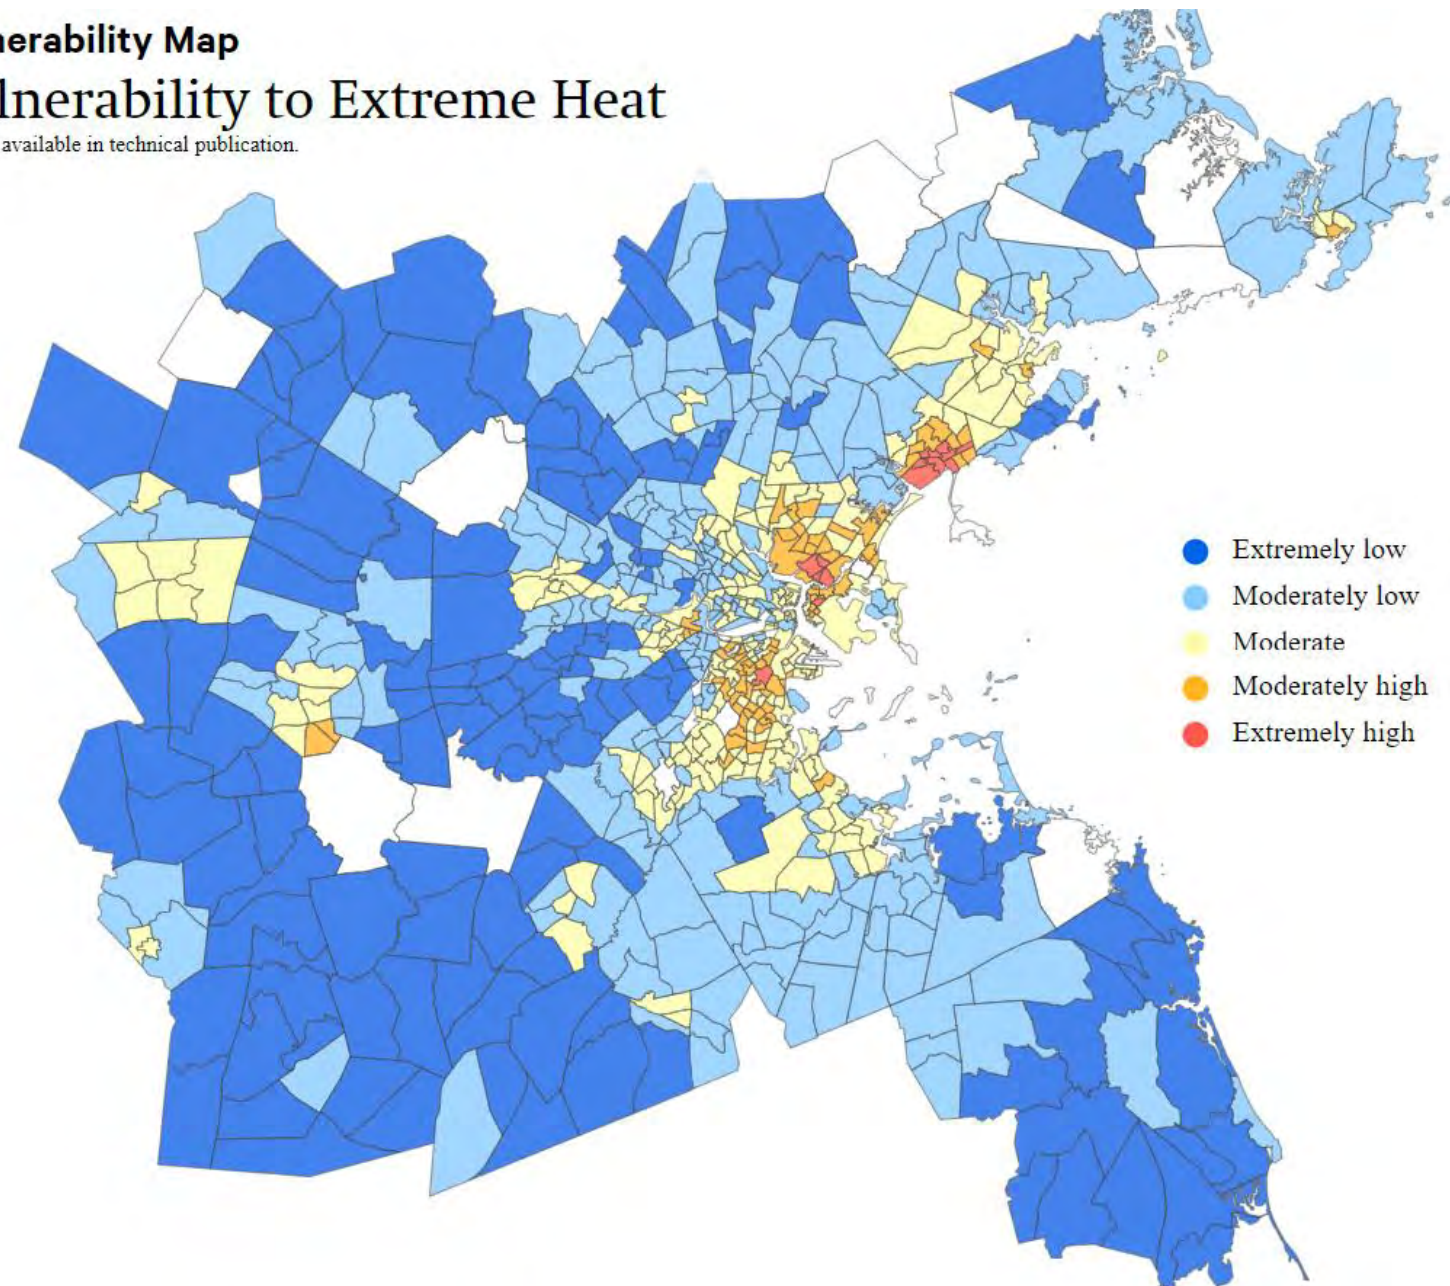 nerability Map
lnerability to Extreme Heat
available in technical publication.
Extremely low
Moderately low
Moderate
Moderately high
Extremely high